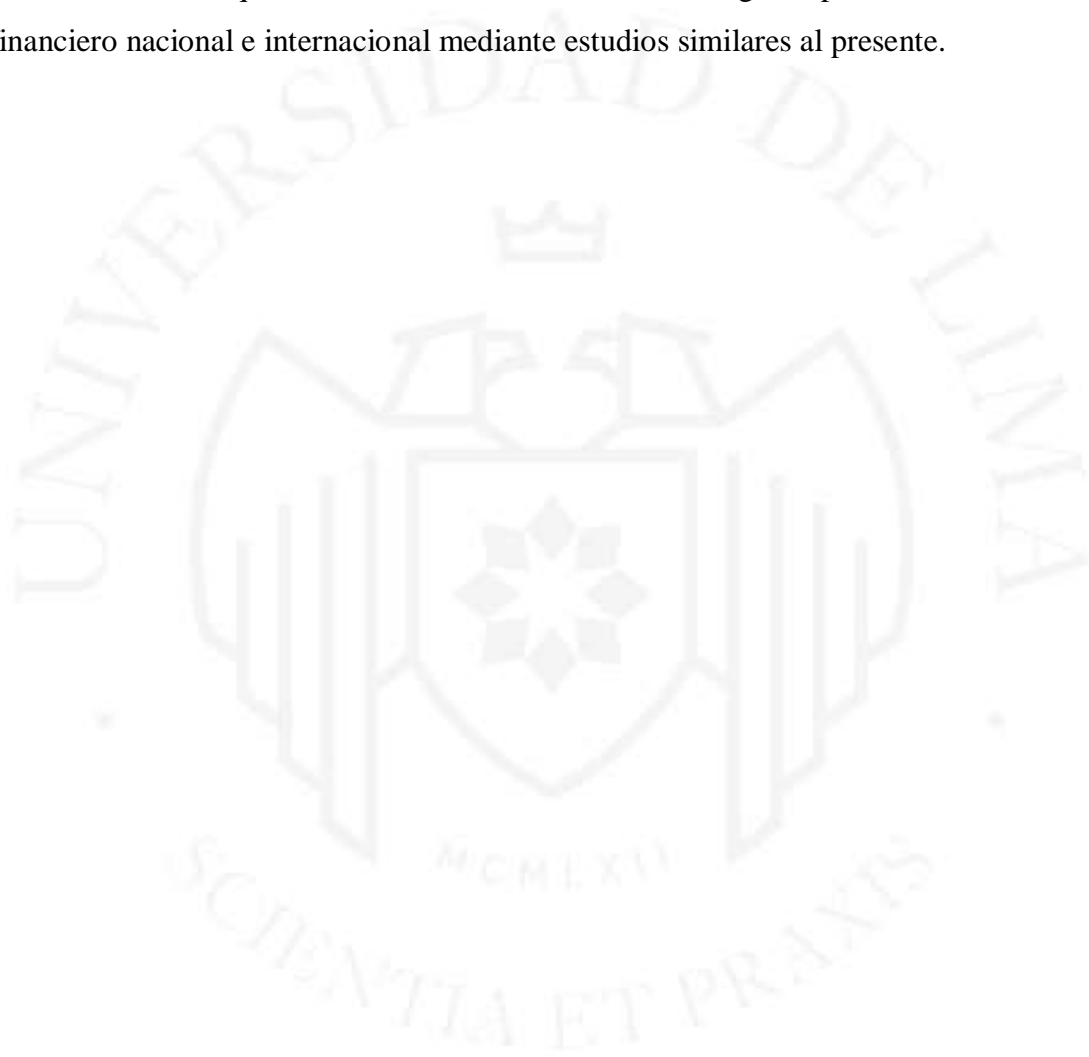 inanciero nacional e internacional mediante estudios similares al presente.
UNIVERSIDAD DE LIMA
MCMLXII
SCIENTIA ET PRAXIS